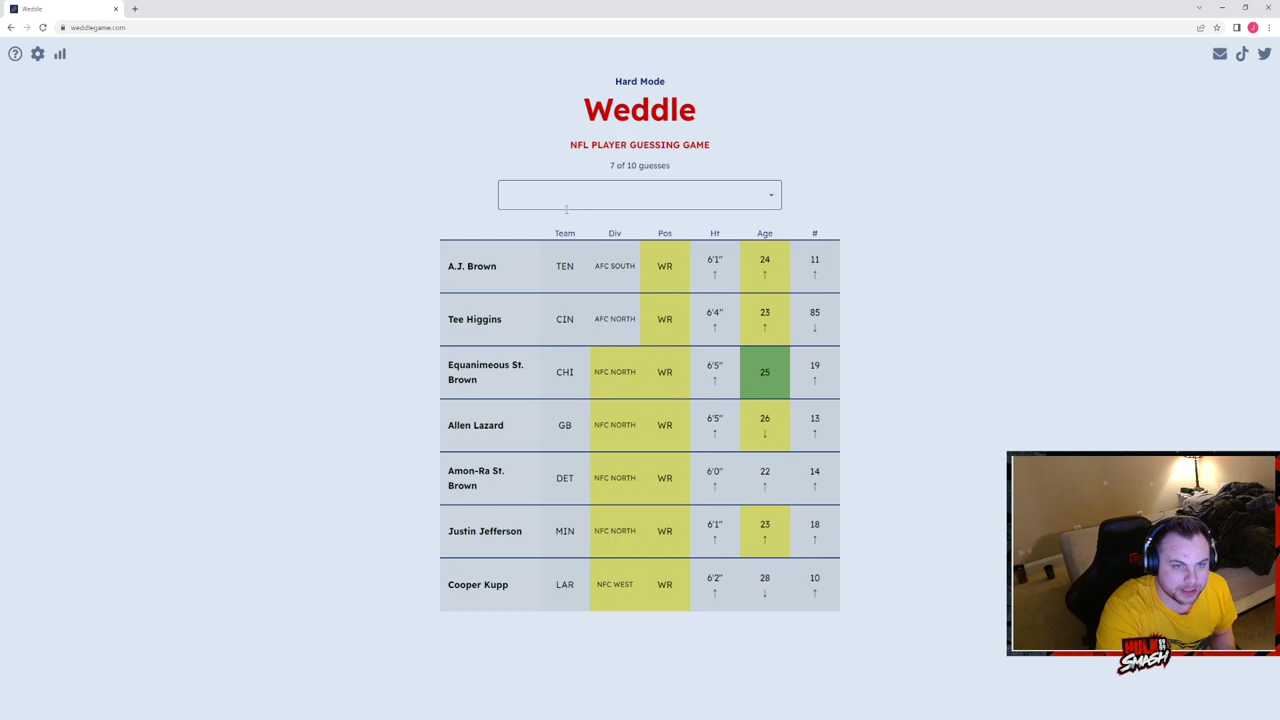 Weddle
weddlegame.com
J
Hard Mode
Weddle
NFL PLAYER GUESSING GAME
7 of 10 guesses
Team Div Pos Ht Age #
A.J. Brown TEN AFC SOUTH WR 6'1" ↑ 24 ↑ 11 ↑
Tee Higgins CIN AFC NORTH WR 6'4" ↑ 23 ↑ 85 ↓
Equanimeous St. Brown CHI NFC NORTH WR 6'5" ↑ 25 19 ↑
Allen Lazard GB NFC NORTH WR 6'5" ↑ 26 ↓ 13 ↑
Amon-Ra St. Brown DET NFC NORTH WR 6'0" ↑ 22 ↑ 14 ↑
Justin Jefferson MIN NFC NORTH WR 6'1" ↑ 23 ↑ 18 ↑
Cooper Kupp LAR NFC WEST WR 6'2" ↑ 28 ↓ 10 ↑
HULK
SMASH